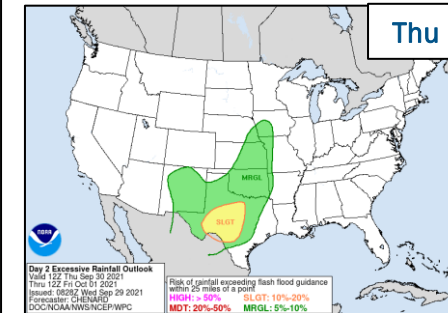 Thu
MRGL
SLGT
NOAA
Day 2 Excessive Rainfall Outlook
Valid 12Z Thu Sep 30 2021
Thru 12Z Fri Oct 01 2021
Issued: 0828Z Wed Sep 29 2021
Forecaster: CHENARD
DOC/NOAA/NWS/NCEP/WPC
Risk of rainfall exceeding flash flood guidance
within 25 miles of a point
HIGH: > 50% SLGT: 10%-20%
MDT: 20%-50% MRGL: 5%-10%